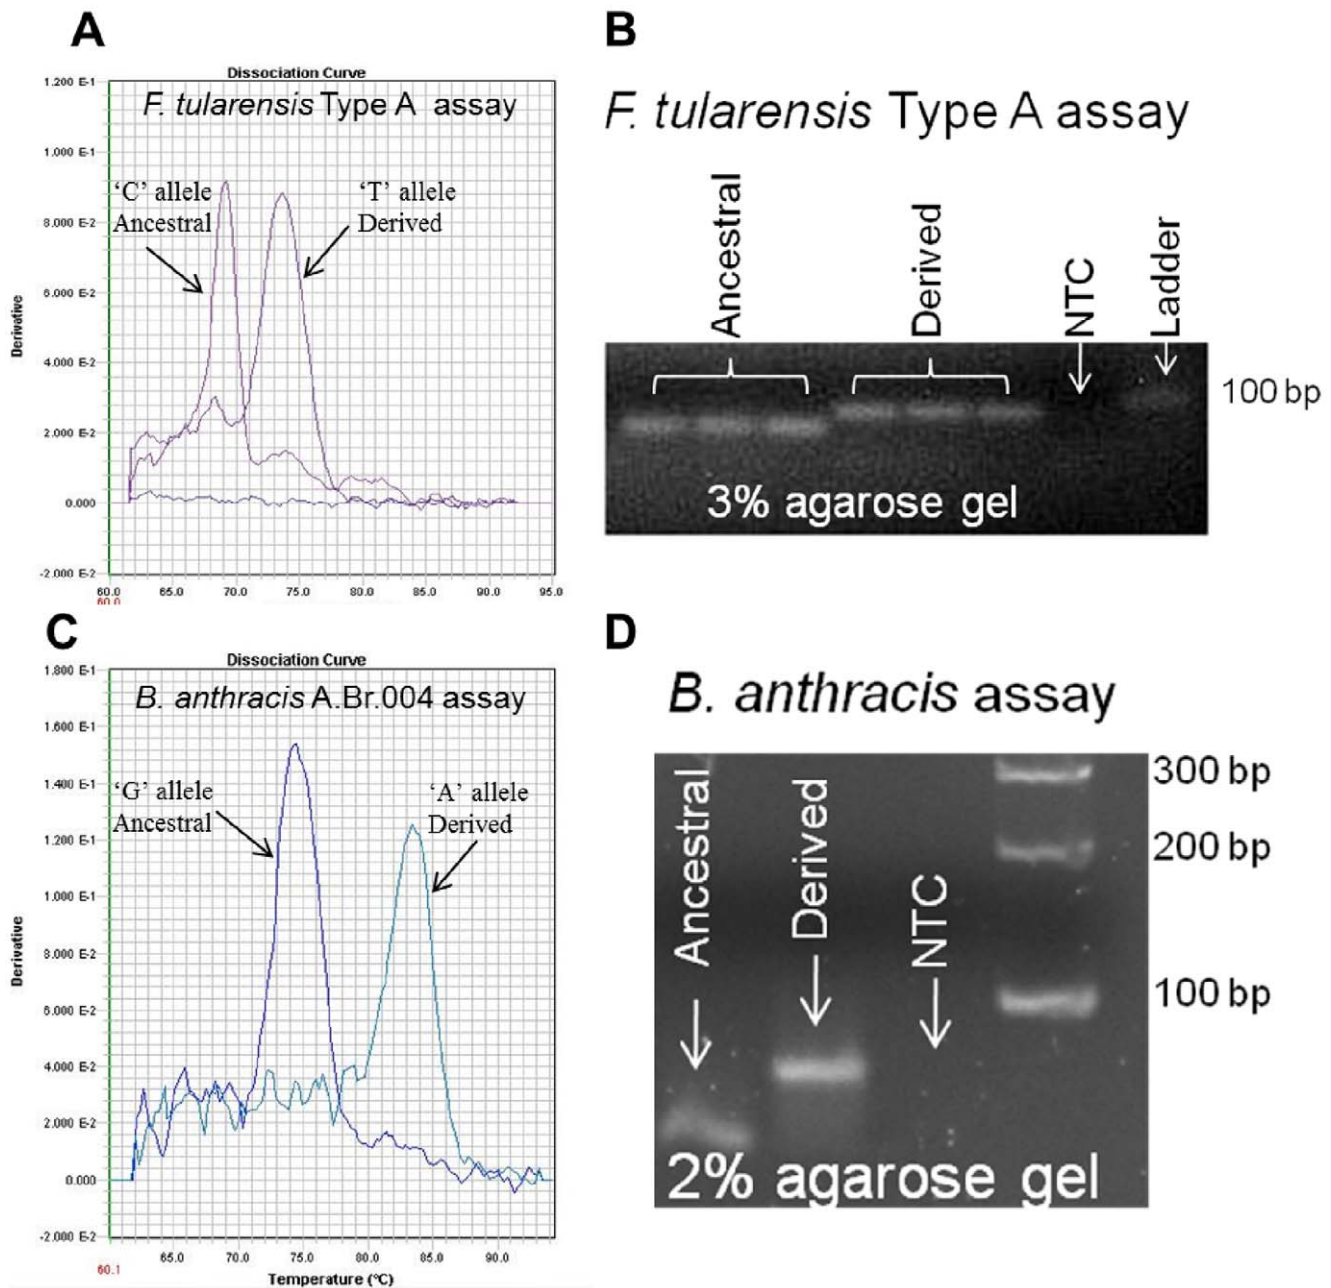 A
Dissociation Curve
F. tularensis Type A assay
1.200 E-1
1.000 E-1
8.000 E-2
6.000 E-2
4.000 E-2
2.000 E-2
0.000
-2.000 E-2
Derivative
‘C’ allele
Ancestral
‘T’ allele
Derived
60.0 65.0 70.0 75.0 80.0 85.0 90.0 95.0
60.0
B
F. tularensis Type A assay
Ancestral
Derived
NTC
Ladder
100 bp
3% agarose gel
C
Dissociation Curve
B. anthracis A.Br.004 assay
1.800 E-1
1.600 E-1
1.400 E-1
1.200 E-1
1.000 E-1
8.000 E-2
6.000 E-2
4.000 E-2
2.000 E-2
0.000
-2.000 E-2
Derivative
‘G’ allele
Ancestral
‘A’ allele
Derived
65.0 70.0 75.0 80.0 85.0 90.0
60.1
Temperature (°C)
D
B. anthracis assay
Ancestral
Derived
NTC
300 bp
200 bp
100 bp
2% agarose gel